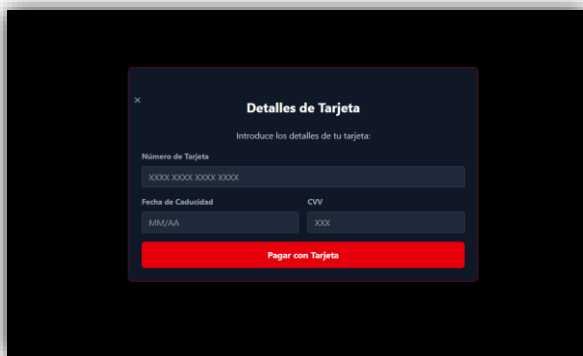 ×
Detalles de Tarjeta
Introduce los detalles de tu tarjeta:
Número de Tarjeta
XXXX XXXX XXXX XXXX
Fecha de Caducidad CVV
MM/AA XXX
Pagar con Tarjeta